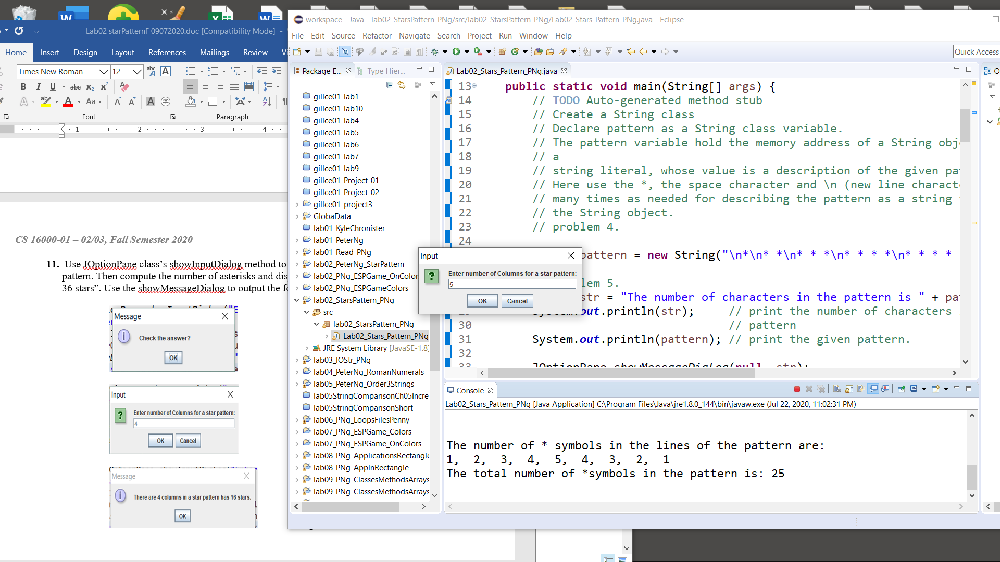 Lab02 starPatternF 09072020.doc [Compatibility Mode] -
Home Insert Design Layout References Mailings Review
Times New Roman 12
Font
Paragraph
1 2 3 4
CS 16000-01 – 02/03, Fall Semester 2020
11. Use JOptionPane class's showInputDialog method to
pattern. Then compute the number of asterisks and dis
36 stars". Use the showMessageDialog to output the fo
Message
Check the answer?
OK
Input
Enter number of Columns for a star pattern:
4
OK Cancel
Message
There are 4 columns in a star pattern has 16 stars.
OK
workspace - Java - lab02_StarsPattern_PNg/src/lab02_StarsPattern_PNg/Lab02_Stars_Pattern_PNg.java - Eclipse
File Edit Source Refactor Navigate Search Project Run Window Help
Quick Access
Package E... Type Hier...
gillce01_lab1
gillce01_lab10
gillce01_lab4
gillce01_lab5
gillce01_lab6
gillce01_lab7
gillce01_lab9
gillce01_Project_01
gillce01_Project_02
gillce01-project3
GlobaData
lab01_KyleChronister
lab01_PeterNg
lab01_Read_PNg
lab02_PeterNg_StarPattern
lab02_PNg_ESPGame_OnColor
lab02_PNg_ESPGameColors
lab02_StarsPattern_PNg
src
lab02_StarsPattern_PNg
Lab02_Stars_Pattern_PNg
JRE System Library [JavaSE-1.8]
lab03_IOStr_PNg
lab04_PeterNg_RomanNumerals
lab05_PeterNg_Order3Strings
lab05StringComparisonCh05Incre
lab05StringComparisonShort
lab06_PNg_LoopsFilesPenny
lab07_PNg_ESPGame_Colors
lab07_PNg_ESPGame_OnColors
lab08_PNg_ApplicationsRectangle
lab08_PNg_AppInRectangle
lab09_PNg_ClassesMethodsArrays
lab09_PNg_ClassesMethodsArrays
Lab02_Stars_Pattern_PNg.java
13 public static void main(String[] args) {
14 // TODO Auto-generated method stub
15 // Create a String class
16 // Declare pattern as a String class variable.
17 // The pattern variable hold the memory address of a String obj
18 // a
19 // string literal, whose value is a description of the given pa
20 // Here use the *, the space character and \n (new line charact
21 // many times as needed for describing the pattern as a string
22 // the String object.
23 // problem 4.
24
pattern = new String("\n*\n* *\n* * *\n* * * *\n* * * *
lem 5.
str = "The number of characters in the pattern is " + pa
System.out.println(str); // print the number of characters
30 // pattern
31 System.out.println(pattern); // print the given pattern.
32
33 JOptionPane.showMessageDialog(null, str);
Input
Enter number of Columns for a star pattern:
5
OK Cancel
Console
Lab02_Stars_Pattern_PNg [Java Application] C:\Program Files\Java\jre1.8.0_144\bin\javaw.exe (Jul 22, 2020, 11:02:31 PM)
The number of * symbols in the lines of the pattern are:
1, 2, 3, 4, 5, 4, 3, 2, 1
The total number of *symbols in the pattern is: 25